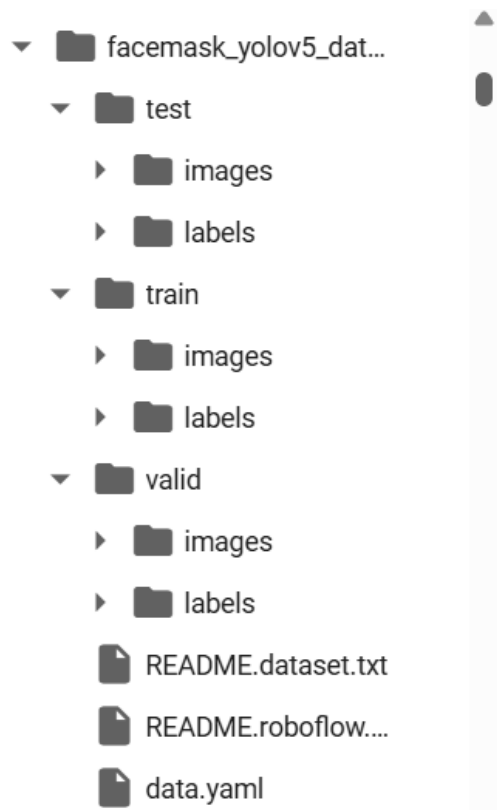 facemask_yolov5_dat...
test
images
labels
train
images
labels
valid
images
labels
README.dataset.txt
README.roboflow....
data.yaml